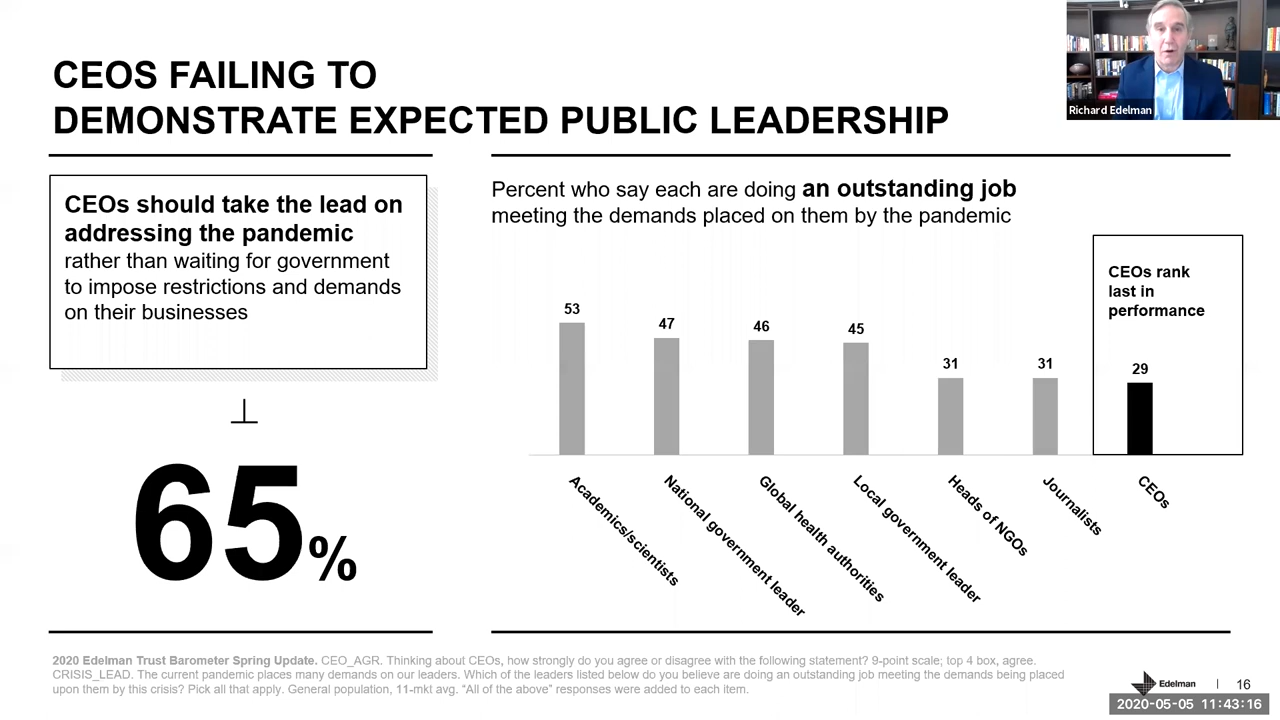 CEOS FAILING TO
DEMONSTRATE EXPECTED PUBLIC LEADERSHIP
Richard Edelman
CEOs should take the lead on
addressing the pandemic
rather than waiting for government
to impose restrictions and demands
on their businesses
65%
Percent who say each are doing an outstanding job
meeting the demands placed on them by the pandemic
CEOs rank
last in
performance
53
47
46
45
31
31
29
Academics/scientists
National government leader
Global health authorities
Local government leader
Heads of NGOs
Journalists
CEOs
2020 Edelman Trust Barometer Spring Update. CEO_AGR. Thinking about CEOs, how strongly do you agree or disagree with the following statement? 9-point scale; top 4 box, agree.
CRISIS_LEAD. The current pandemic places many demands on our leaders. Which of the leaders listed below do you believe are doing an outstanding job meeting the demands being placed
upon them by this crisis? Pick all that apply. General population, 11-mkt avg. "All of the above" responses were added to each item.
Edelman | 16
2020-05-05 11:43:16